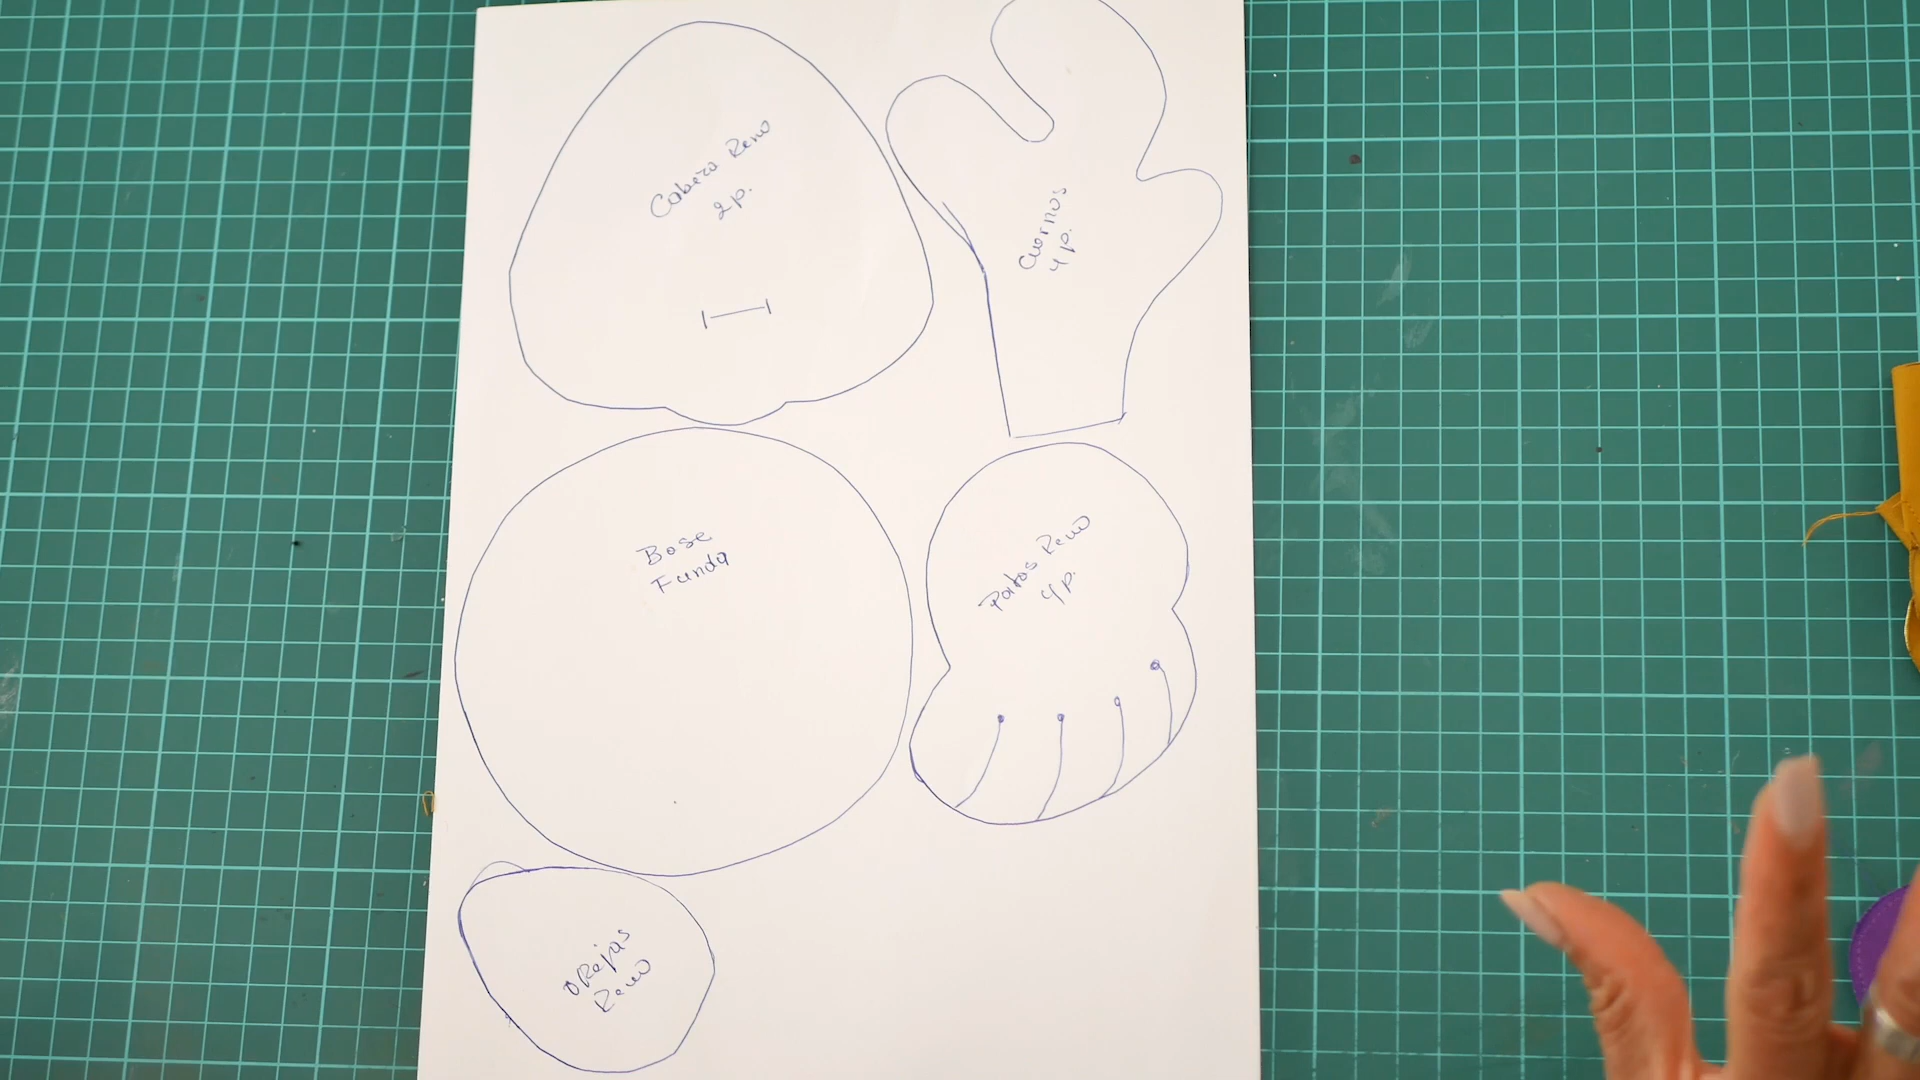 Cabeza Reno
2p.
Cuernos
4p.
Base
Funda
Patas Reno
4p.
oRejas
Reno